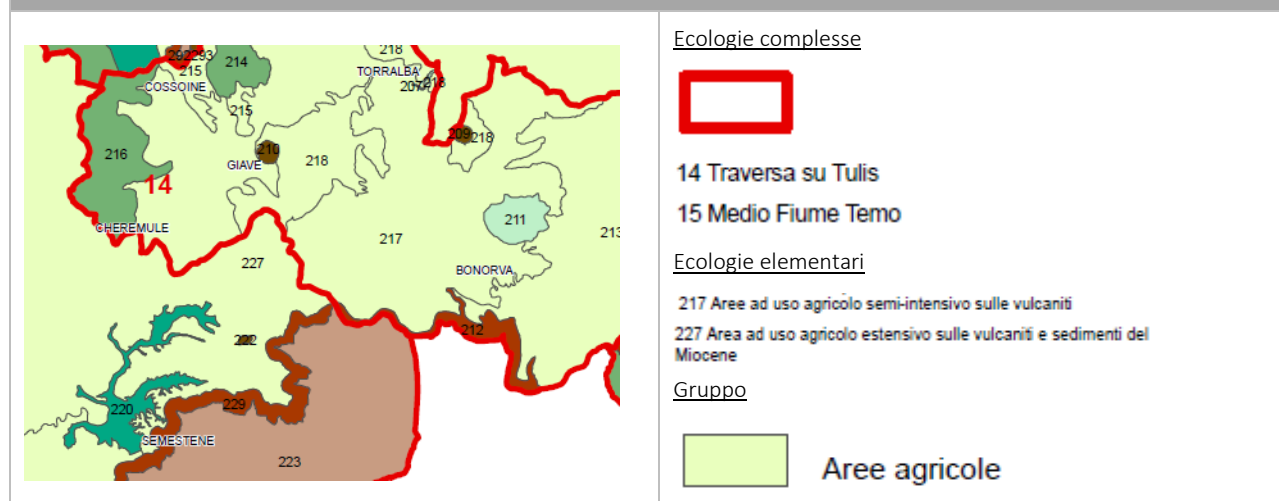 292293
218
215
214
TORRALBA
COSSOINE
207
218
215
209
218
216
210
218
GIAVE
14
211
CHEREMULE
217
213
227
BONORVA
222
212
220
229
SEMESTENE
223
Ecologie complesse
14 Traversa su Tulis
15 Medio Fiume Temo
Ecologie elementari
217 Aree ad uso agricolo semi-intensivo sulle vulcaniti
227 Area ad uso agricolo estensivo sulle vulcaniti e sedimenti del
Miocene
Gruppo
Aree agricole